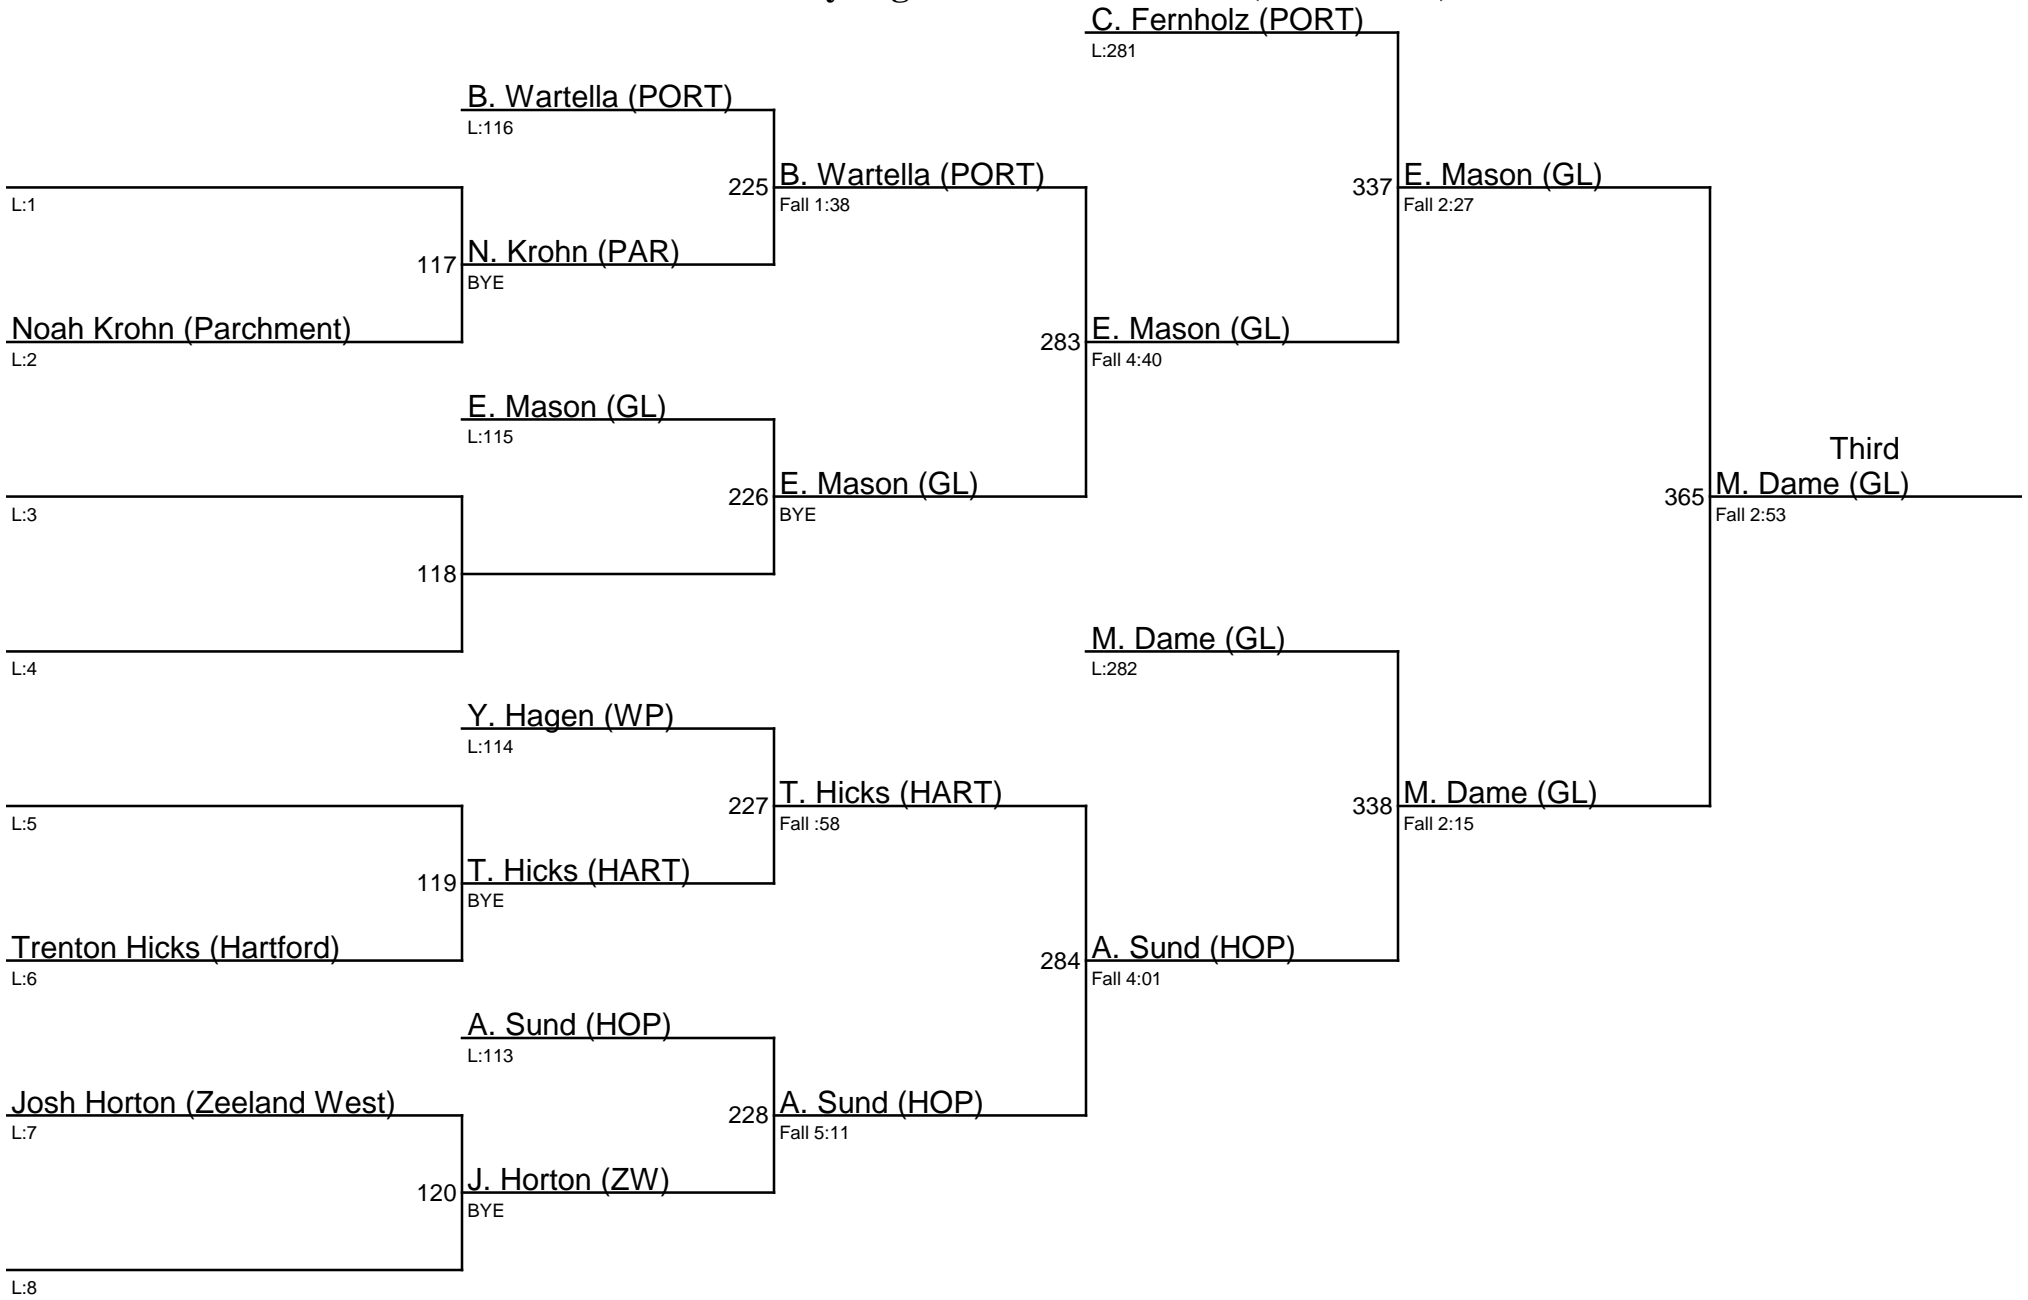 C. Fernholz (PORT)
L:281
B. Wartella (PORT)
L:116
225 B. Wartella (PORT)
Fall 1:38
337 E. Mason (GL)
Fall 2:27
L:1
117 N. Krohn (PAR)
BYE
Noah Krohn (Parchment)
L:2
283 E. Mason (GL)
Fall 4:40
E. Mason (GL)
L:115
Third
226 E. Mason (GL)
BYE
365 M. Dame (GL)
Fall 2:53
L:3
118
L:4
M. Dame (GL)
L:282
Y. Hagen (WP)
L:114
227 T. Hicks (HART)
Fall :58
338 M. Dame (GL)
Fall 2:15
L:5
119 T. Hicks (HART)
BYE
Trenton Hicks (Hartford)
L:6
284 A. Sund (HOP)
Fall 4:01
A. Sund (HOP)
L:113
Josh Horton (Zeeland West)
L:7
228 A. Sund (HOP)
Fall 5:11
120 J. Horton (ZW)
BYE
L:8